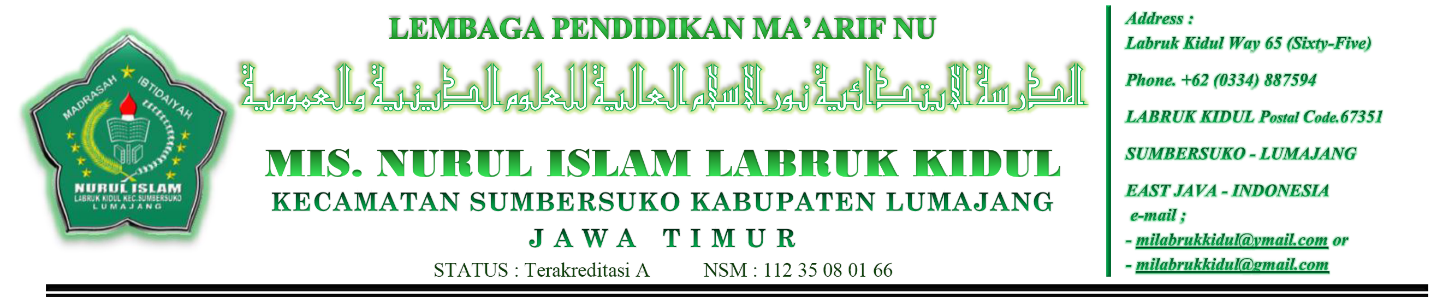 LEMBAGA PENDIDIKAN MA'ARIF NU
المدرسة الإبتدائية نور الإسلام العالية للعلوم الدينية والعمومية
MIS. NURUL ISLAM LABRUK KIDUL
KECAMATAN SUMBERSUKO KABUPATEN LUMAJANG
JAWA TIMUR
STATUS : Terakreditasi A NSM : 112 35 08 01 66
MADRASAH IBTIDAIYAH
NURUL ISLAM
LABRUK KIDUL KEC.SUMBERSUKO
LUMAJANG
Address :
Labruk Kidul Way 65 (Sixty-Five)
Phone. +62 (0334) 887594
LABRUK KIDUL Postal Code.67351
SUMBERSUKO - LUMAJANG
EAST JAVA - INDONESIA
e-mail ;
- milabrukkidul@ymail.com or
- milabrukkidul@gmail.com